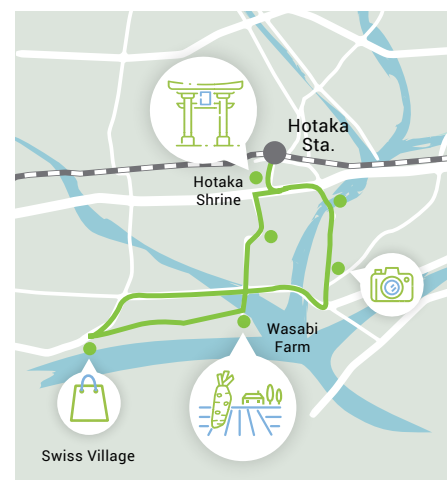 Hotaka
Sta.
Hotaka
Shrine
Wasabi
Farm
Swiss Village